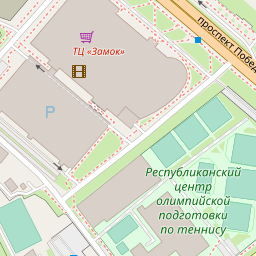 ТЦ «Замок»
проспект Побед
P
Республиканский
центр
олимпийской
подготовки
по теннису